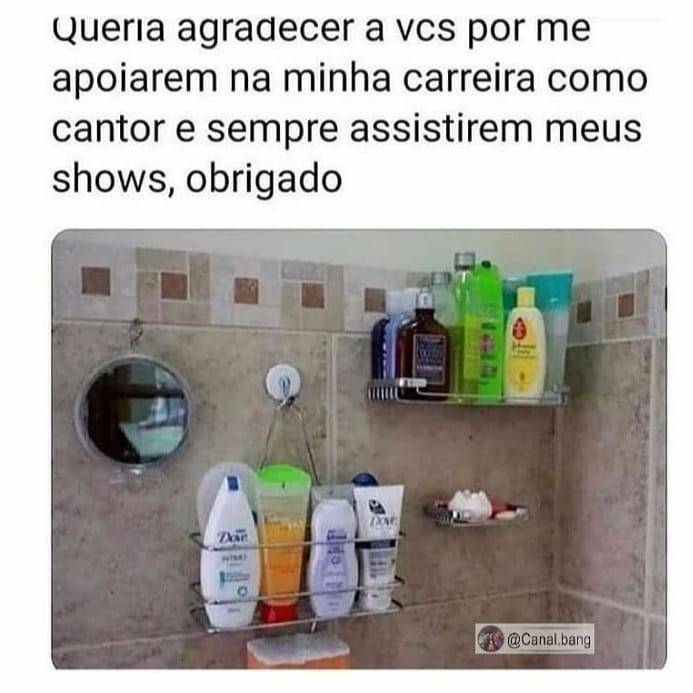 Queria agradecer a vcs por me
apoiarem na minha carreira como
cantor e sempre assistirem meus
shows, obrigado
Dove
Dove
@Canal.bang